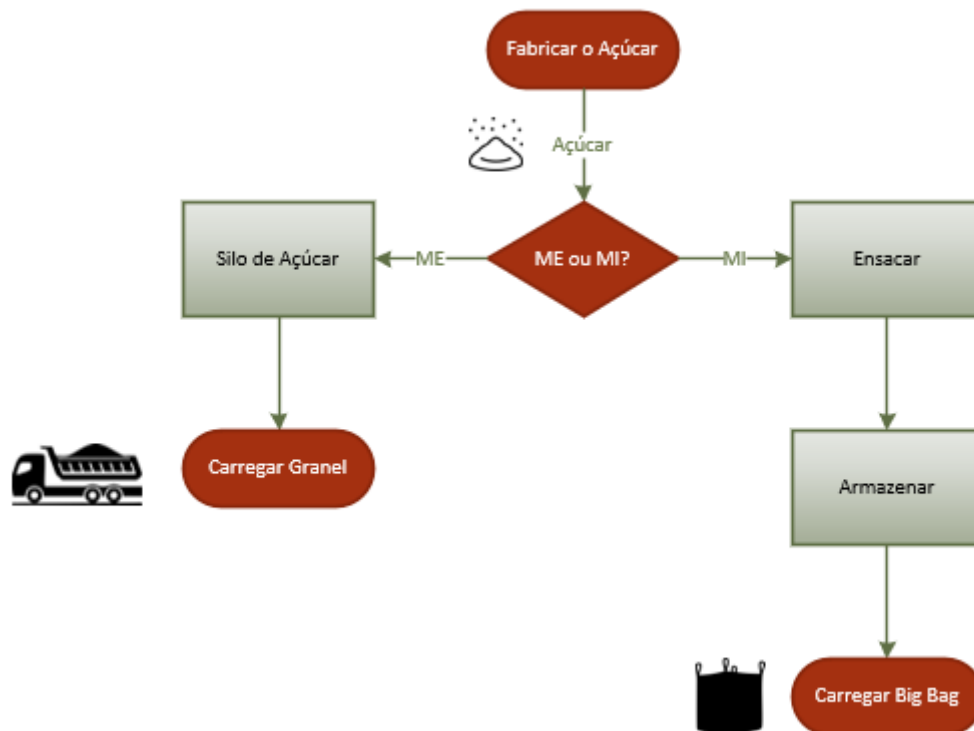 Fabricar o Açúcar
Açúcar
Silo de Açúcar
ME
ME ou MI?
MI
Ensacar
Carregar Granel
Armazenar
Carregar Big Bag